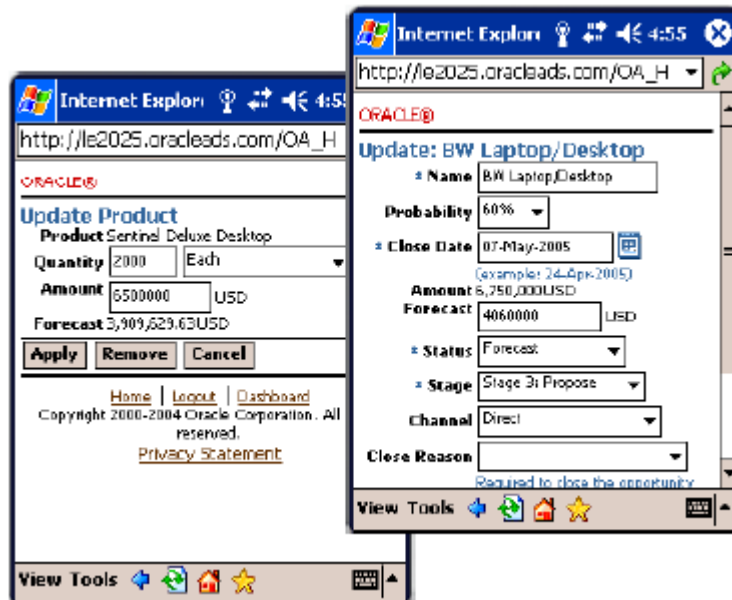 Internet Explor 4:5
http://le2025.oracleads.com/OA_H
ORACLE®
Update Product
Product Sentinel Deluxe Desktop
Quantity 2000 Each
Amount 6500000 USD
Forecast 3,909,629.63USD
Apply Remove Cancel
Home | Logout | Dashboard
Copyright 2000-2004 Oracle Corporation. All
reserved.
Privacy Statement
View Tools
Internet Explor 4:55
http://le2025.oracleads.com/OA_H
ORACLE®
Update: BW Laptop/Desktop
* Name BW Laptop/Desktop
Probability 60%
* Close Date 07-May-2005
(example: 24-Apr-2005)
Amount 6,750,000USD
Forecast 4060000 USD
* Status Forecast
* Stage Stage 3: Propose
Channel Direct
Close Reason
Required to close the opportunity
View Tools